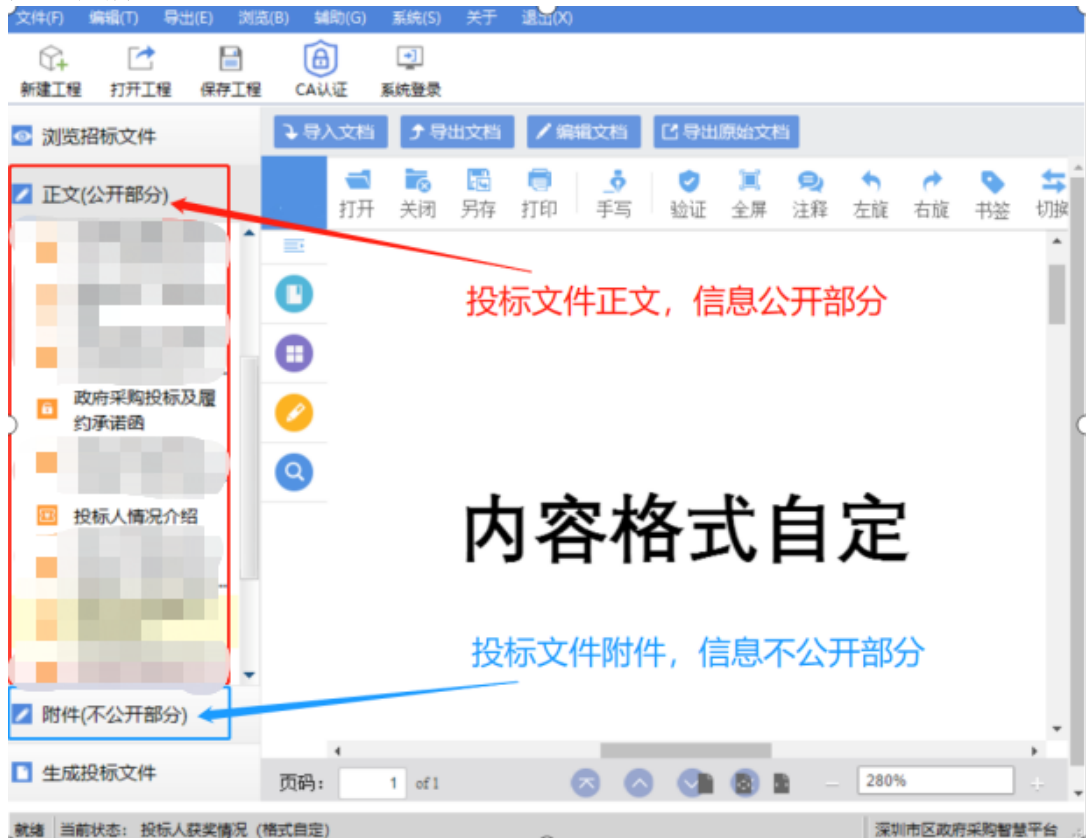 文件(F) 编辑(T) 导出(E) 浏览(B) 辅助(G) 系统(S) 关于 退出(X)
新建工程 打开工程 保存工程 CA认证 系统登录
浏览招标文件
导入文档 导出文档 编辑文档 导出原始文档
正文(公开部分)
打开 关闭 另存 打印 手写 验证 全屏 注释 左旋 右旋 书签 切换
投标文件正文，信息公开部分
政府采购投标及履
约承诺函
投标人情况介绍
内容格式自定
投标文件附件，信息不公开部分
附件(不公开部分)
生成投标文件
页码： 1 of 1 280%
就绪 当前状态： 投标人获奖情况（格式自定） 深圳市区政府采购智慧平台